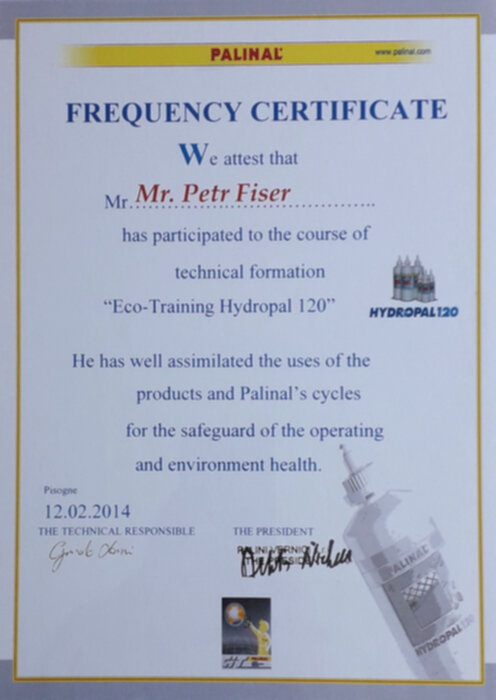 PALINAL
www.palinal.com
FREQUENCY CERTIFICATE
We attest that
Mr Mr. Petr Fiser
has participated to the course of
technical formation
“Eco-Training Hydropal 120”
HYDROPAL120
He has well assimilated the uses of the
products and Palinal’s cycles
for the safeguard of the operating
and environment health.
Pisogne
12.02.2014
THE TECHNICAL RESPONSIBLE
THE PRESIDENT
PALINAL
HYDROPAL 120
PALINAL